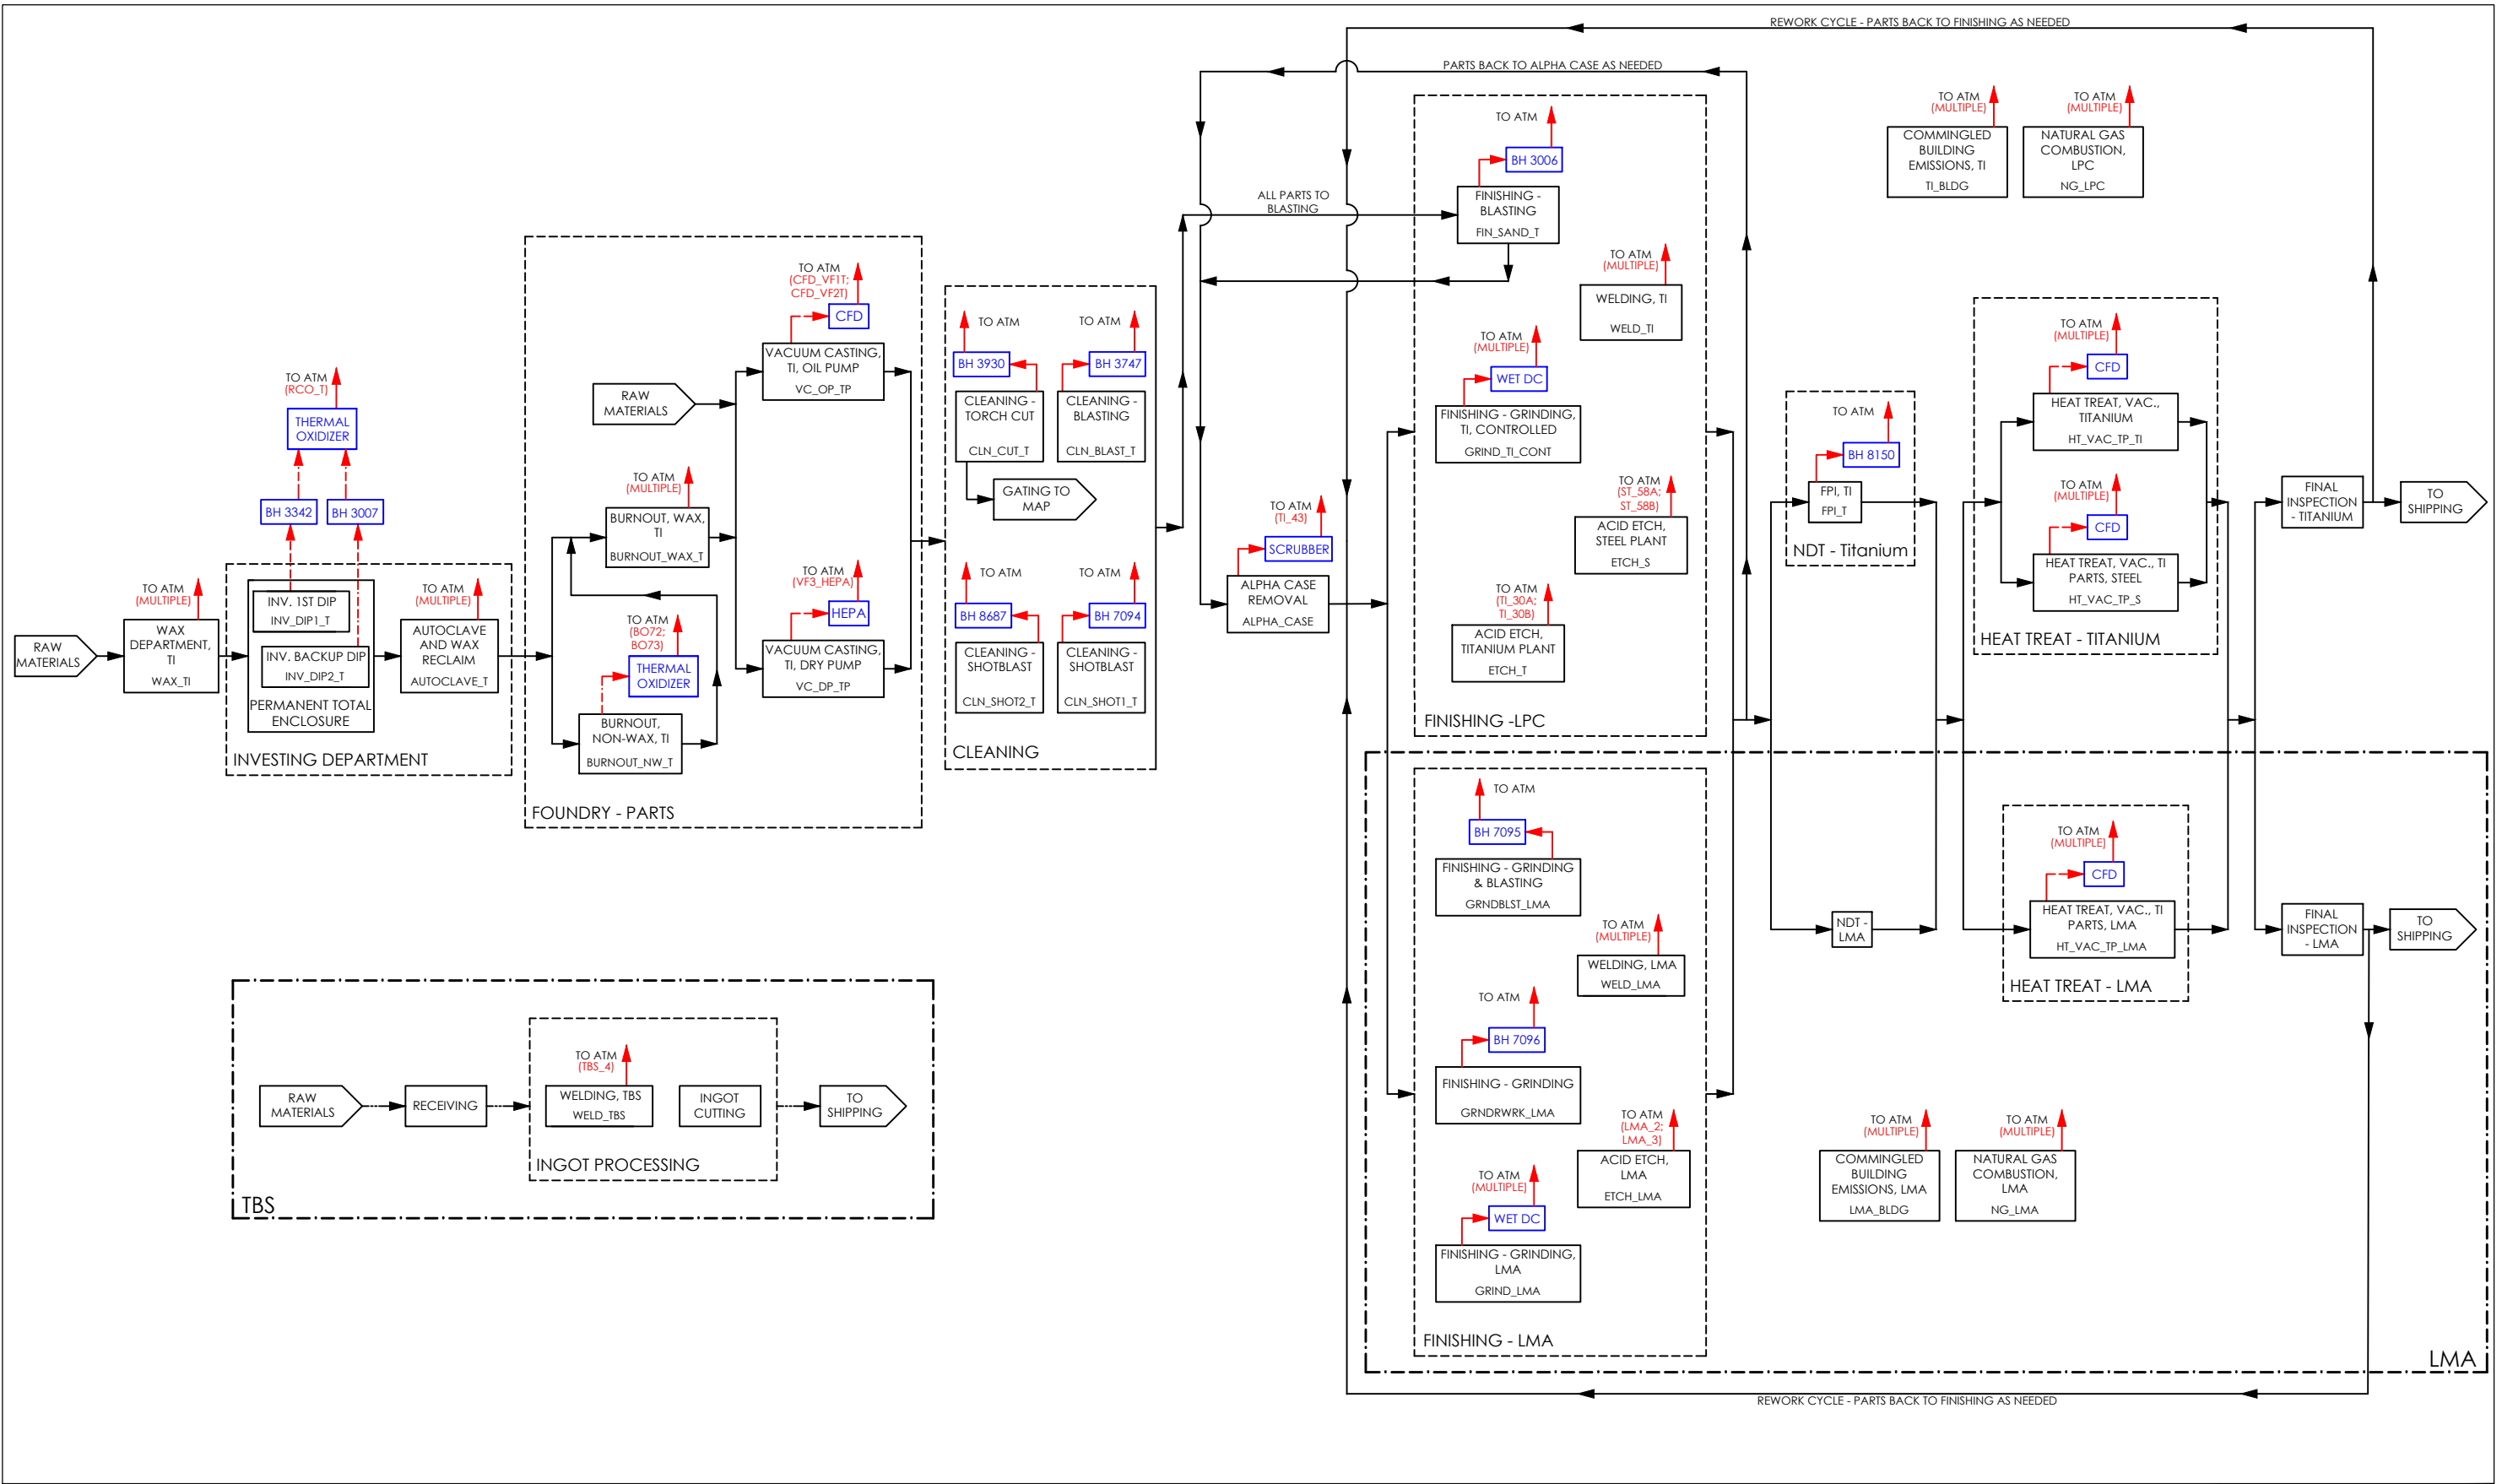 REWORK CYCLE - PARTS BACK TO FINISHING AS NEEDED
PARTS BACK TO ALPHA CASE AS NEEDED
ALL PARTS TO
BLASTING
RAW
MATERIALS
TO ATM
(MULTIPLE)
WAX
DEPARTMENT,
TI
WAX_TI
TO ATM
(RCO_T)
THERMAL
OXIDIZER
BH 3342
BH 3007
INV. 1ST DIP
INV_DIP1_T
INV. BACKUP DIP
INV_DIP2_T
PERMANENT TOTAL
ENCLOSURE
TO ATM
(MULTIPLE)
AUTOCLAVE
AND WAX
RECLAIM
AUTOCLAVE_T
INVESTING DEPARTMENT
TO ATM
(CFD_VF1T;
CFD_VF2T)
CFD
VACUUM CASTING,
TI, OIL PUMP
VC_OP_TP
RAW
MATERIALS
TO ATM
(MULTIPLE)
BURNOUT, WAX,
TI
BURNOUT_WAX_T
TO ATM
(VF3_HEPA)
HEPA
VACUUM CASTING,
TI, DRY PUMP
VC_DP_TP
TO ATM
(BO72;
BO73)
THERMAL
OXIDIZER
BURNOUT,
NON-WAX, TI
BURNOUT_NW_T
FOUNDRY - PARTS
TO ATM
BH 3930
CLEANING -
TORCH CUT
CLN_CUT_T
TO ATM
BH 3747
CLEANING -
BLASTING
CLN_BLAST_T
GATING TO
MAP
TO ATM
BH 8687
CLEANING -
SHOTBLAST
CLN_SHOT2_T
TO ATM
BH 7094
CLEANING -
SHOTBLAST
CLN_SHOT1_T
CLEANING
TO ATM
(TI_43)
SCRUBBER
ALPHA CASE
REMOVAL
ALPHA_CASE
TO ATM
BH 3006
FINISHING -
BLASTING
FIN_SAND_T
TO ATM
(MULTIPLE)
WELDING, TI
WELD_TI
TO ATM
(MULTIPLE)
WET DC
FINISHING - GRINDING,
TI, CONTROLLED
GRIND_TI_CONT
TO ATM
(ST_58A;
ST_58B)
ACID ETCH,
STEEL PLANT
ETCH_S
TO ATM
(TI_30A;
TI_30B)
ACID ETCH,
TITANIUM PLANT
ETCH_T
FINISHING -LPC
TO ATM
(MULTIPLE)
COMMINGLED
BUILDING
EMISSIONS, TI
TI_BLDG
TO ATM
(MULTIPLE)
NATURAL GAS
COMBUSTION,
LPC
NG_LPC
TO ATM
BH 8150
FPI, TI
FPI_T
NDT - Titanium
TO ATM
(MULTIPLE)
CFD
HEAT TREAT, VAC.,
TITANIUM
HT_VAC_TP_TI
TO ATM
(MULTIPLE)
CFD
HEAT TREAT, VAC., TI
PARTS, STEEL
HT_VAC_TP_S
HEAT TREAT - TITANIUM
FINAL
INSPECTION
- TITANIUM
TO
SHIPPING
TO ATM
BH 7095
FINISHING - GRINDING
& BLASTING
GRNDBLST_LMA
TO ATM
(MULTIPLE)
WELDING, LMA
WELD_LMA
TO ATM
BH 7096
FINISHING - GRINDING
GRNDRWRK_LMA
TO ATM
(LMA_2;
LMA_3)
ACID ETCH,
LMA
ETCH_LMA
TO ATM
(MULTIPLE)
WET DC
FINISHING - GRINDING,
LMA
GRIND_LMA
FINISHING - LMA
NDT -
LMA
TO ATM
(MULTIPLE)
CFD
HEAT TREAT, VAC., TI
PARTS, LMA
HT_VAC_TP_LMA
HEAT TREAT - LMA
FINAL
INSPECTION
- LMA
TO
SHIPPING
TO ATM
(MULTIPLE)
COMMINGLED
BUILDING
EMISSIONS, LMA
LMA_BLDG
TO ATM
(MULTIPLE)
NATURAL GAS
COMBUSTION,
LMA
NG_LMA
LMA
REWORK CYCLE - PARTS BACK TO FINISHING AS NEEDED
RAW
MATERIALS
RECEIVING
TO ATM
(TBS_4)
WELDING, TBS
WELD_TBS
INGOT
CUTTING
INGOT PROCESSING
TO
SHIPPING
TBS